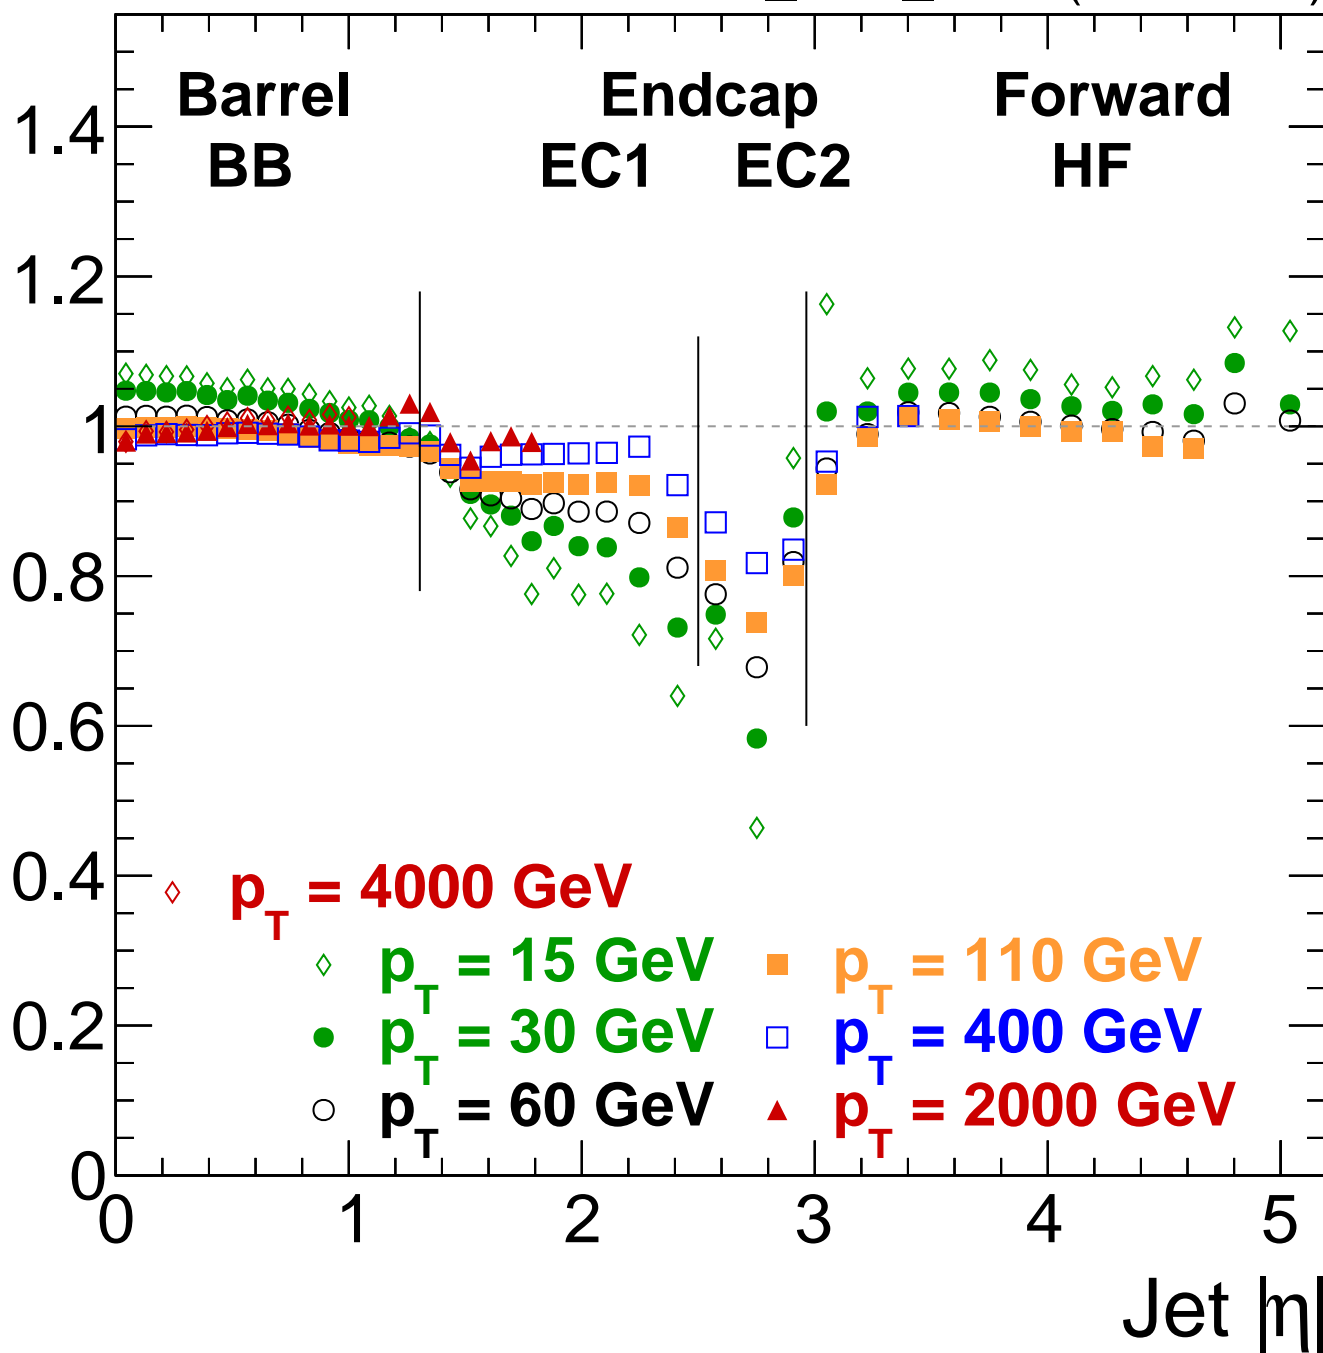 Barrel Endcap Forward
BB EC1 EC2 HF
1.4
1.2
1
0.8
0.6
0.4
0.2
0
p_T = 4000 GeV
p_T = 15 GeV p_T = 110 GeV
p_T = 30 GeV p_T = 400 GeV
p_T = 60 GeV p_T = 2000 GeV
0 1 2 3 4 5
Jet |η|